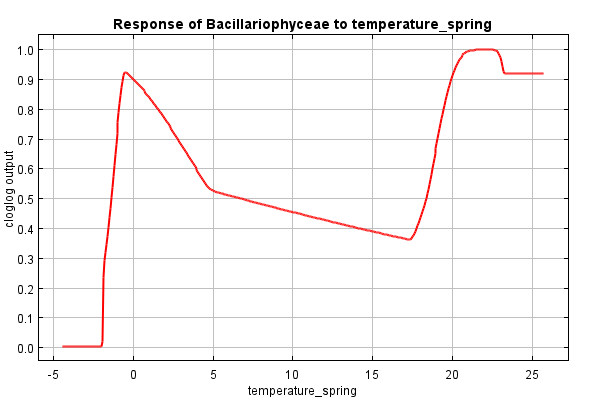 Response of Bacillariophyceae to temperature_spring
cloglog output
1.0
0.9
0.8
0.7
0.6
0.5
0.4
0.3
0.2
0.1
0.0
-5 0 5 10 15 20 25
temperature_spring